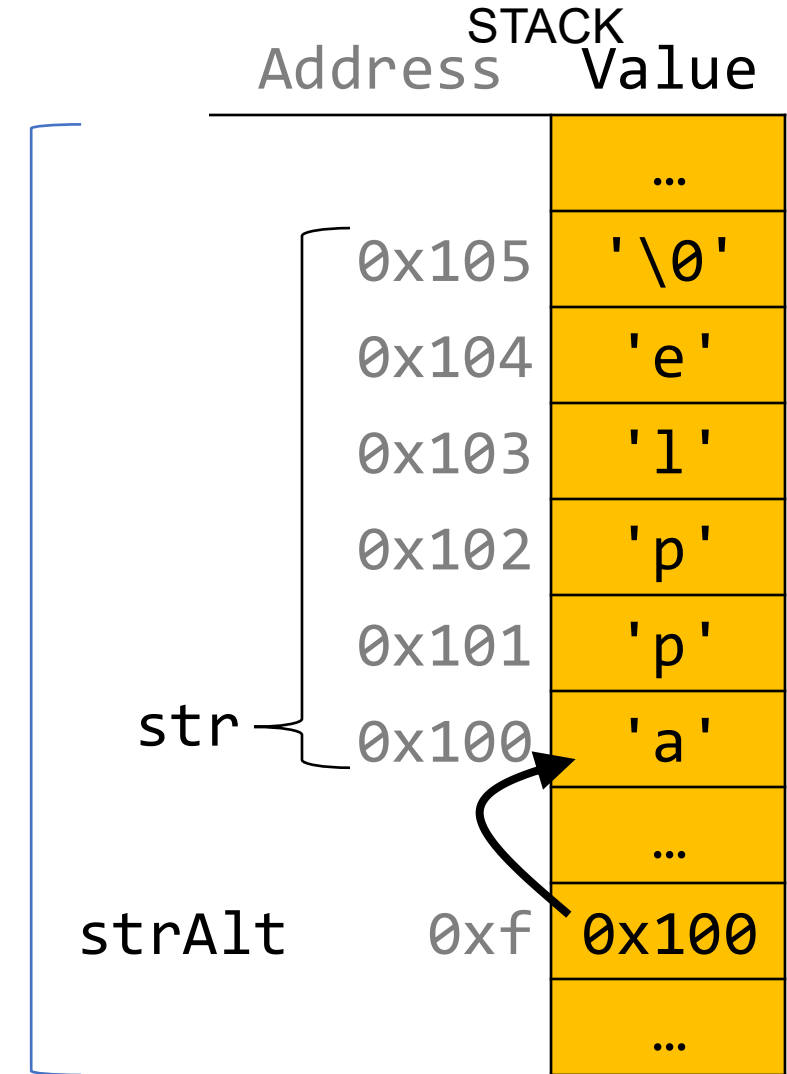 STACK
Address Value
…
0x105 '\0'
0x104 'e'
0x103 'l'
0x102 'p'
0x101 'p'
str 0x100 'a'
…
strAlt 0xf 0x100
…